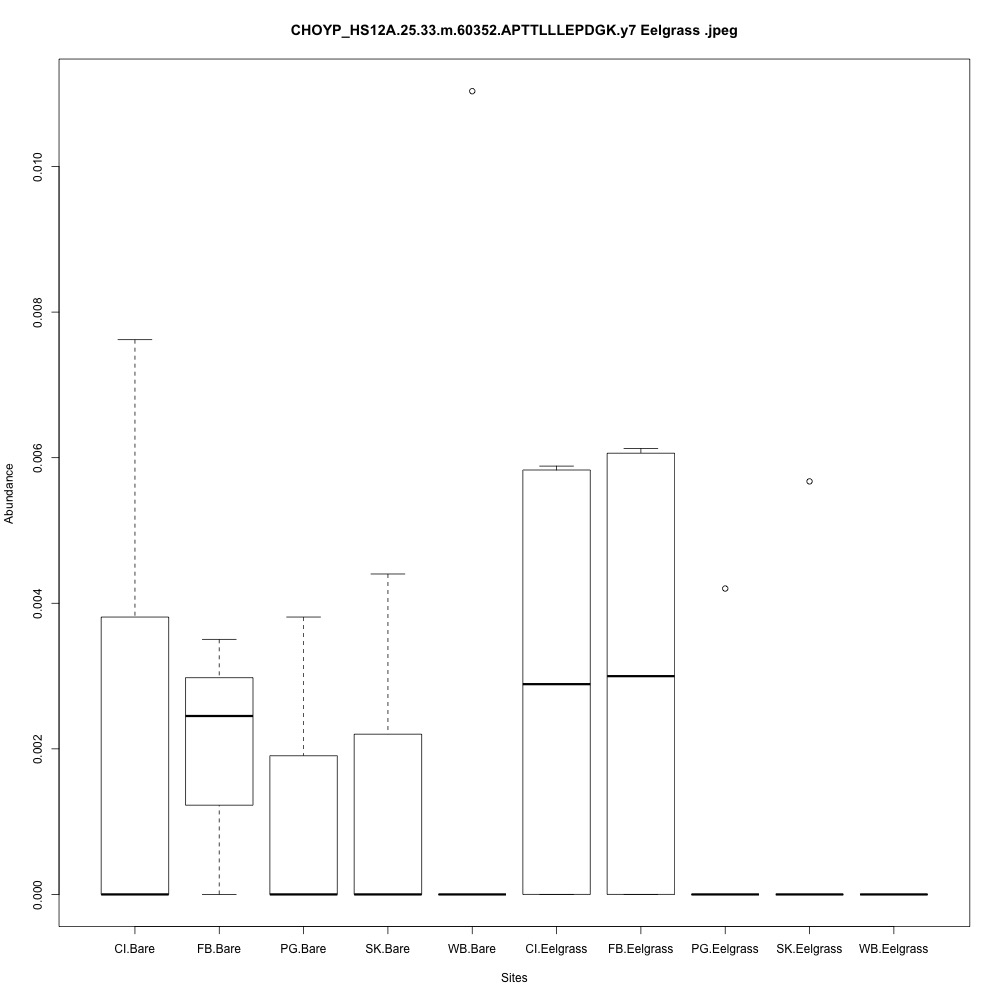 CHOYP_HS12A.25.33.m.60352.APTTLLLEPDGK.y7 Eelgrass .jpeg
0.010
0.008
0.006
0.004
0.002
0.000
Abundance
CI.Bare FB.Bare PG.Bare SK.Bare WB.Bare CI.Eelgrass FB.Eelgrass PG.Eelgrass SK.Eelgrass WB.Eelgrass
Sites